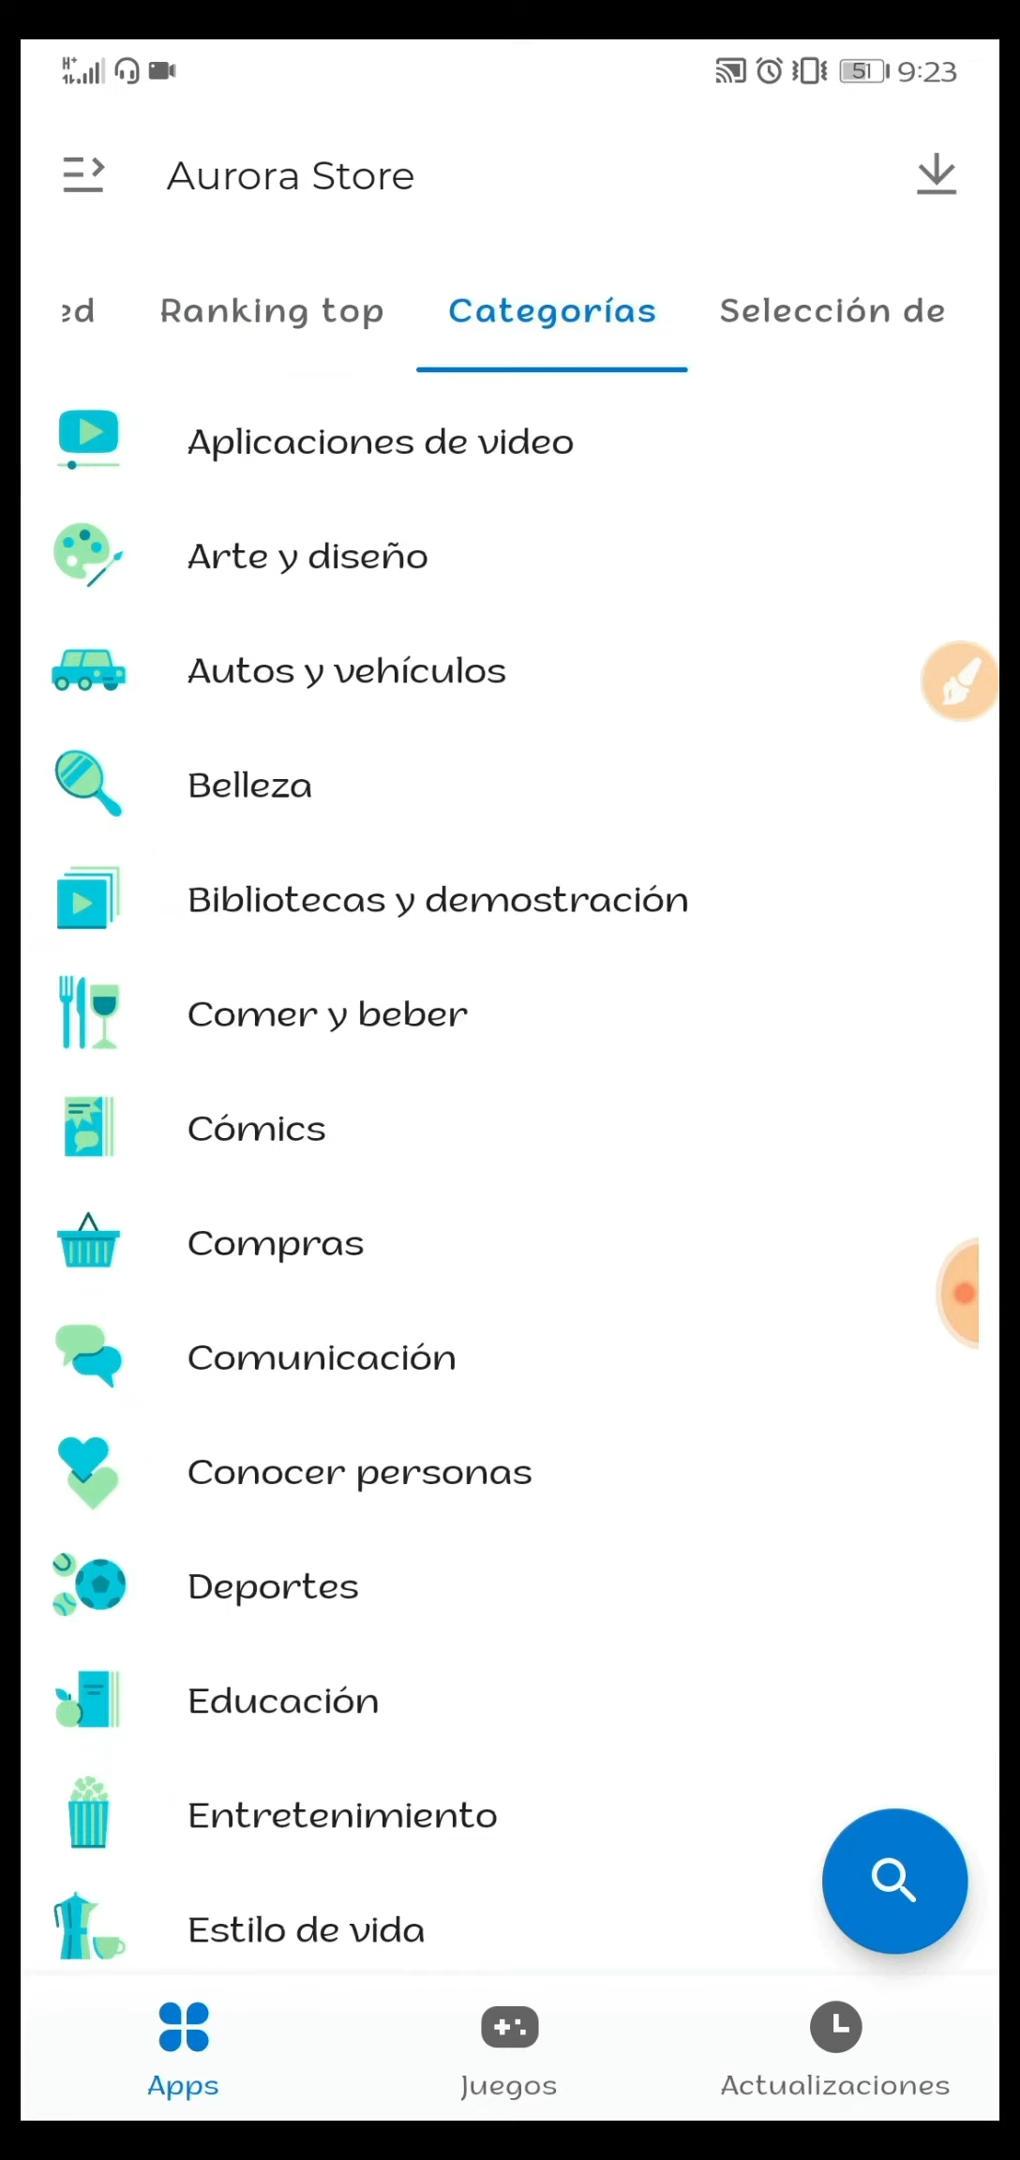 H+
51 9:23
Aurora Store
ed Ranking top Categorías Selección de
Aplicaciones de video
Arte y diseño
Autos y vehículos
Belleza
Bibliotecas y demostración
Comer y beber
Cómics
Compras
Comunicación
Conocer personas
Deportes
Educación
Entretenimiento
Estilo de vida
Apps Juegos Actualizaciones